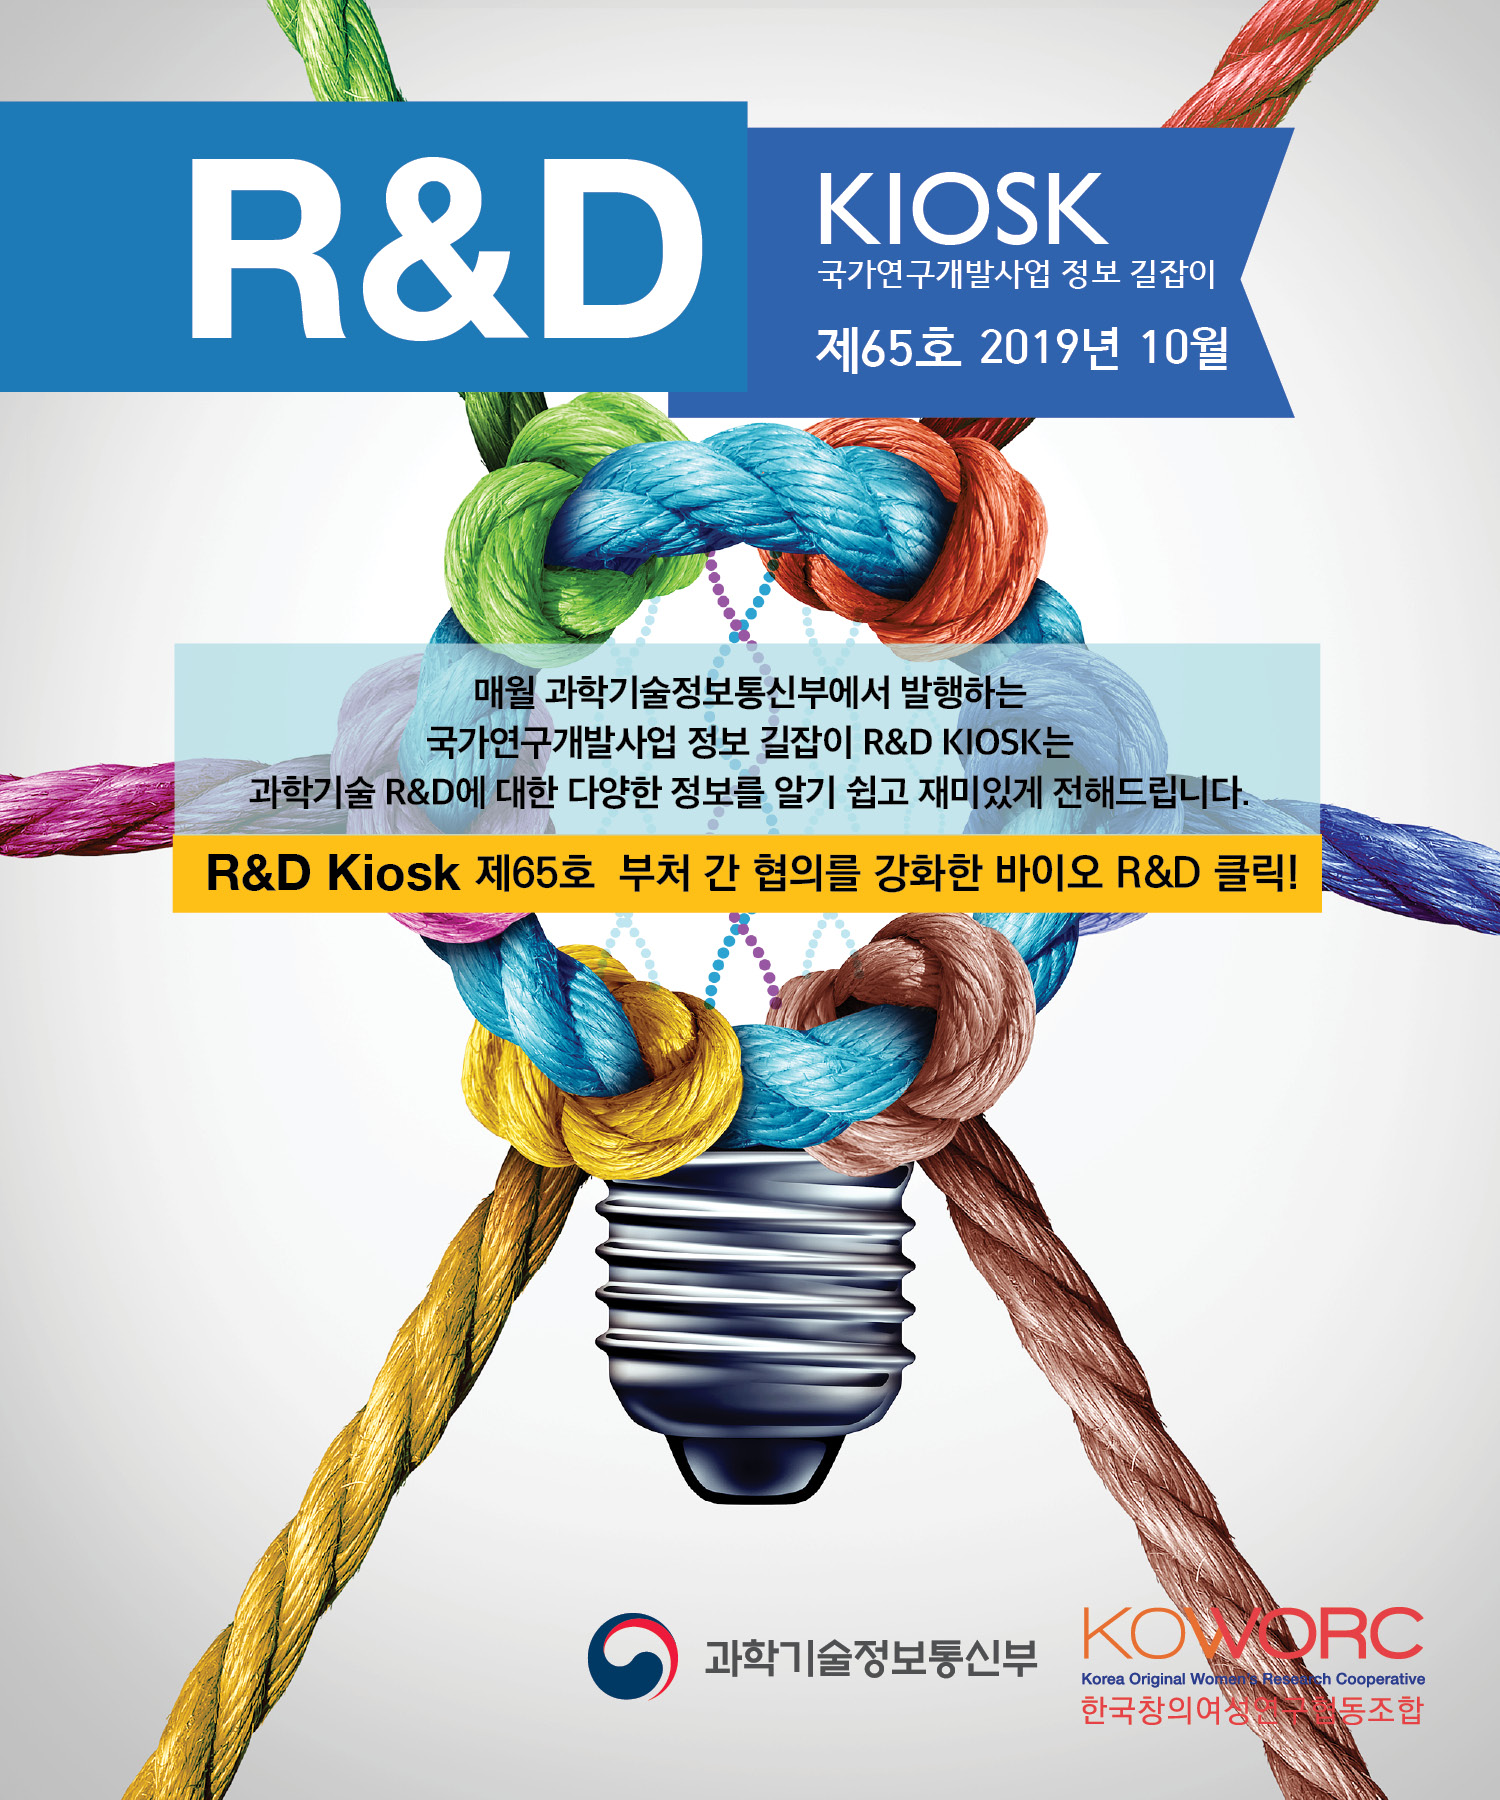 R&D
KIOSK
국가연구개발사업 정보 길잡이
제65호 2019년 10월
매월 과학기술정보통신부에서 발행하는
국가연구개발사업 정보 길잡이 R&D KIOSK는
과학기술 R&D에 대한 다양한 정보를 알기 쉽고 재미있게 전해드립니다.
R&D Kiosk 제65호 부처 간 협의를 강화한 바이오 R&D 클릭!
과학기술정보통신부
KOWORC
Korea Original Women's Research Cooperative
한국창의여성연구협동조합